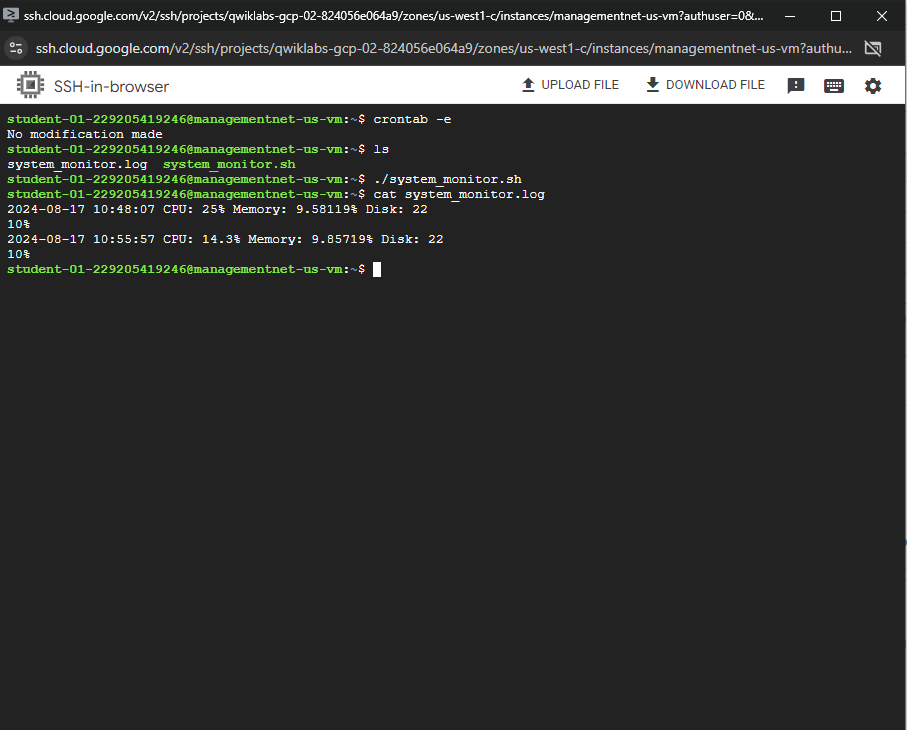 ssh.cloud.google.com/v2/ssh/projects/qwiklabs-gcp-02-824056e064a9/zones/us-west1-c/instances/managementnet-us-vm?authuser=0&...
ssh.cloud.google.com/v2/ssh/projects/qwiklabs-gcp-02-824056e064a9/zones/us-west1-c/instances/managementnet-us-vm?authu...
SSH-in-browser UPLOAD FILE DOWNLOAD FILE
student-01-229205419246@managementnet-us-vm:~$ crontab -e
No modification made
student-01-229205419246@managementnet-us-vm:~$ ls
system_monitor.log  system_monitor.sh
student-01-229205419246@managementnet-us-vm:~$ ./system_monitor.sh
student-01-229205419246@managementnet-us-vm:~$ cat system_monitor.log
2024-08-17 10:48:07 CPU: 25% Memory: 9.58119% Disk: 22
10%
2024-08-17 10:55:57 CPU: 14.3% Memory: 9.85719% Disk: 22
10%
student-01-229205419246@managementnet-us-vm:~$